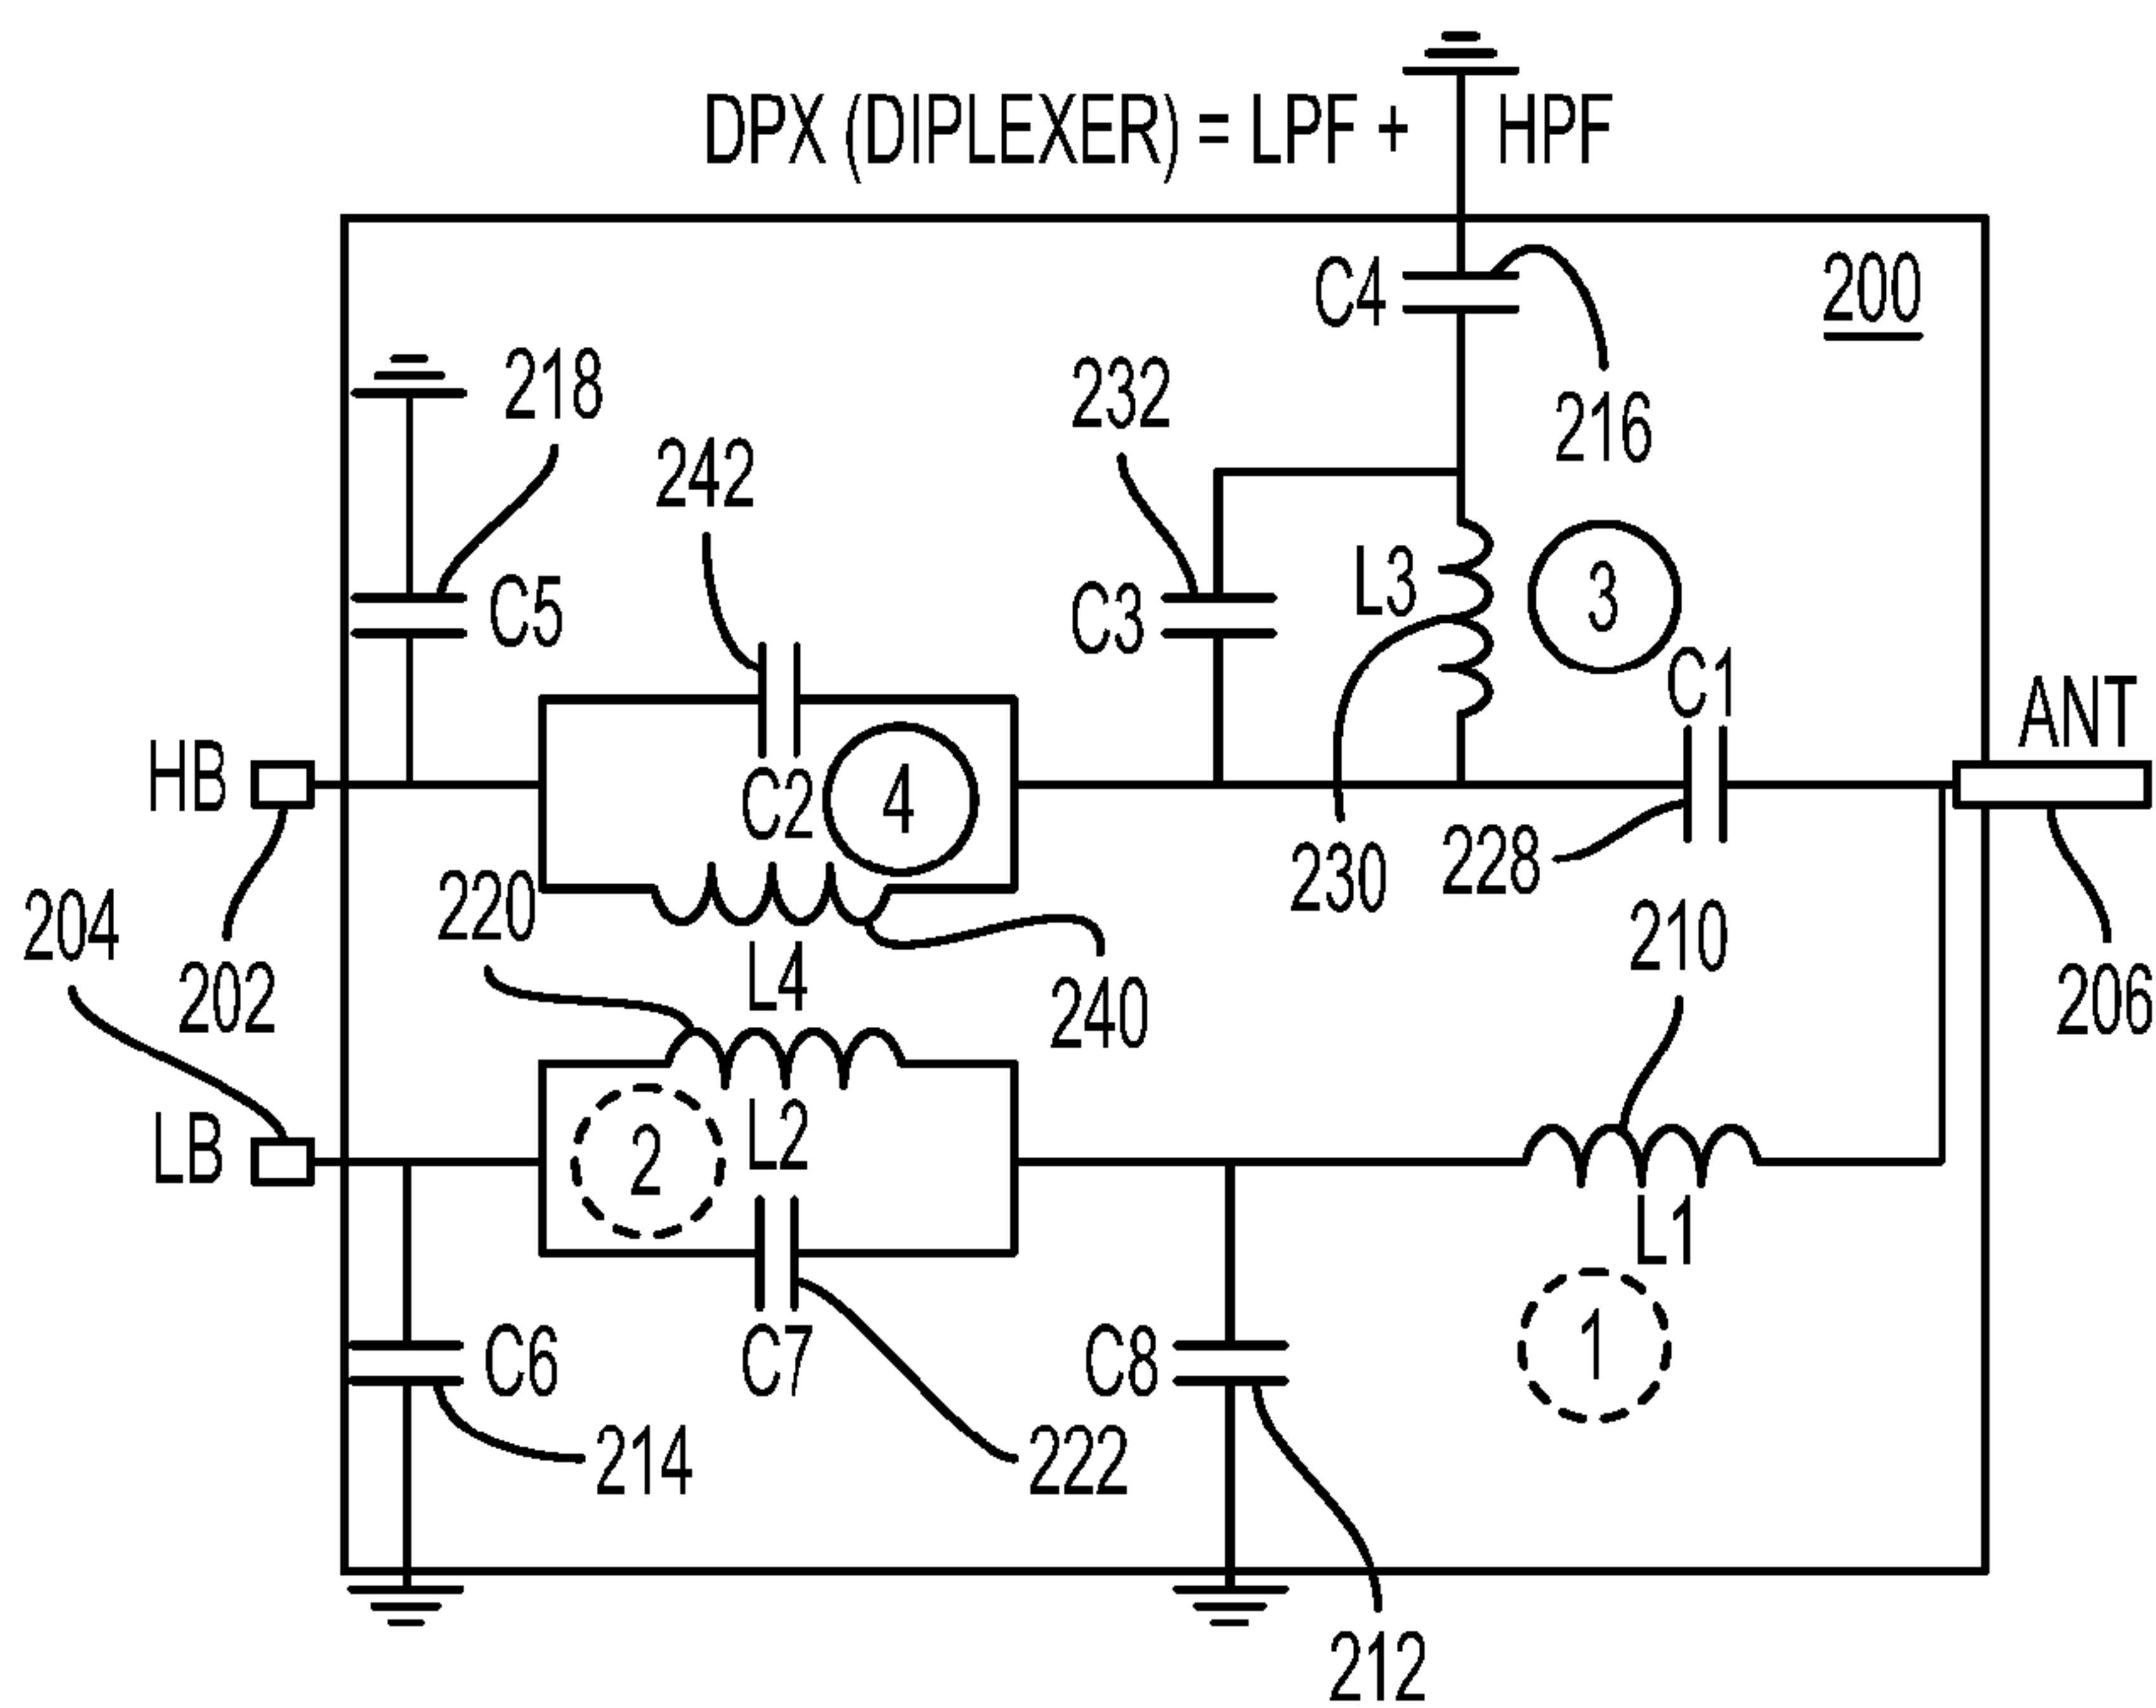 DPX (DIPLEXER) = LPF + HPF
200
C4
216
218
232
242
C5
C3
L3
3
C1
ANT
HB
C2
4
230
228
206
220
204
202
L4
240
210
LB
2
L2
L1
1
C6
C7
C8
214
222
212